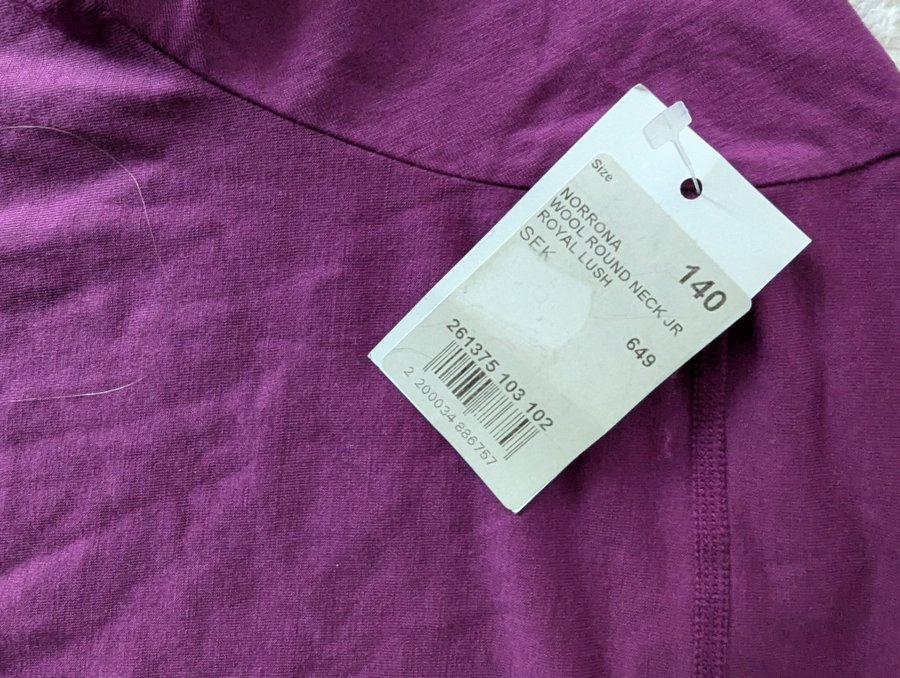 Size
140
NORRONA
WOOL ROUND NECK JR
ROYAL LUSH
SEK 649
261375 103 102
2 200034 886757